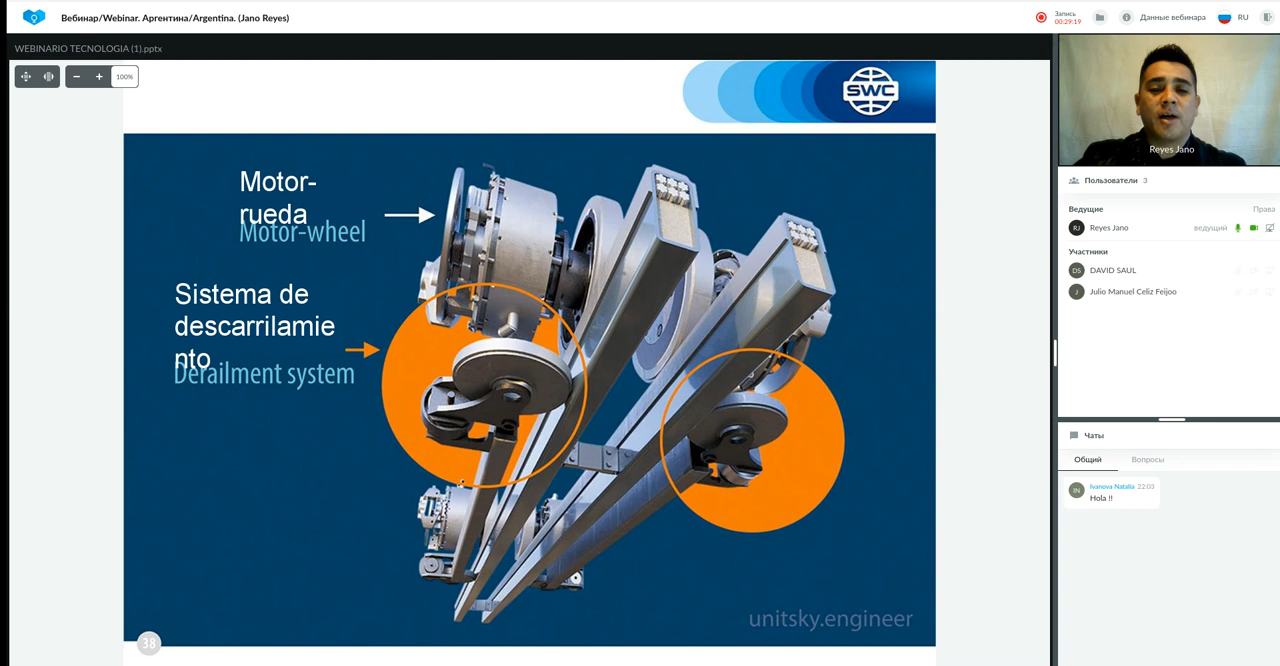 Вебинар/Webinar. Аргентина/Argentina. (Jano Reyes)
Запись
00:29:19
Данные вебинара
RU
WEBINARIO TECNOLOGIA (1).pptx
100%
SWC
Motor-
rueda
Motor-wheel
Sistema de
descarrilamie
nto
Derailment system
unitsky.engineer
38
Reyes Jano
Пользователи 3
Ведущие Права
RJ Reyes Jano ведущий
Участники
DS DAVID SAUL
J Julio Manuel Celiz Feijoo
Чаты
Общий Вопросы
IN Ivanova Natalia 22:03
Hola !!